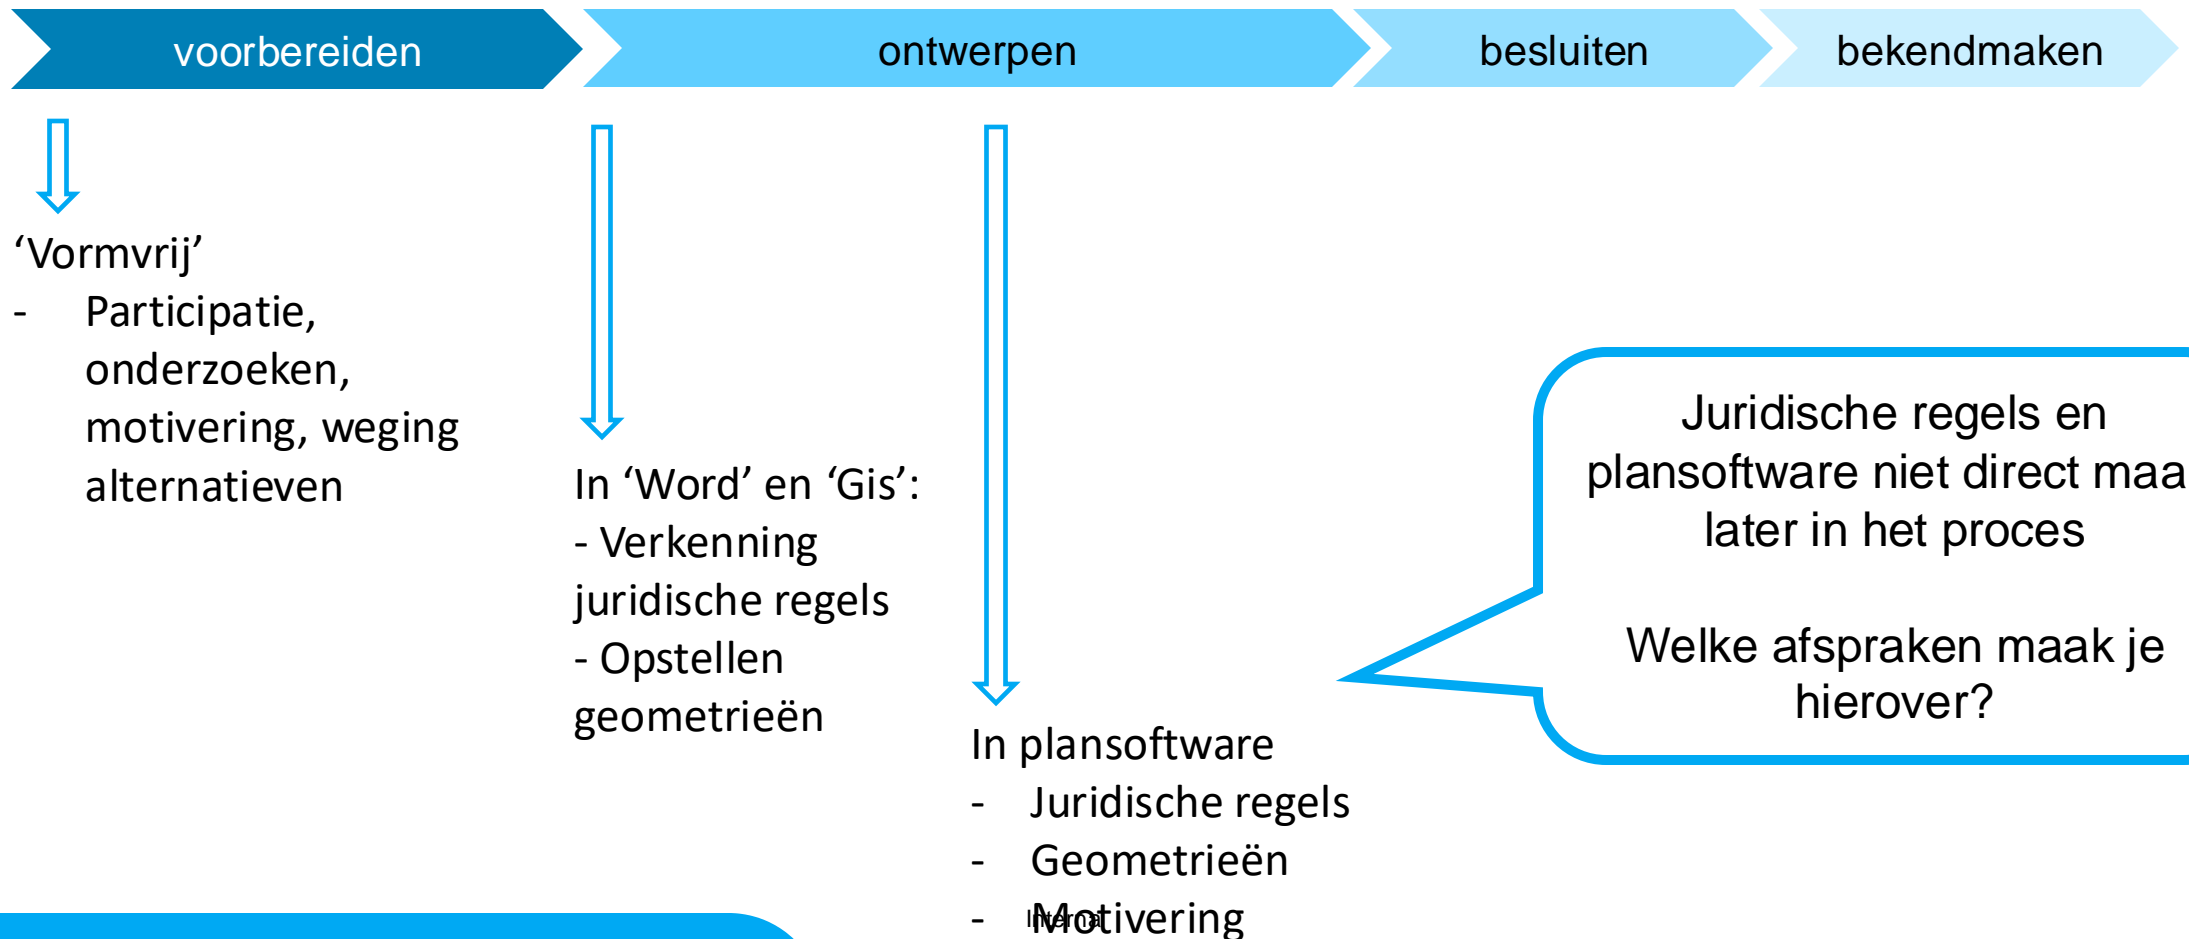 voorbereiden
ontwerpen
besluiten
bekendmaken
‘Vormvrij’
- Participatie,
onderzoeken,
motivering, weging
alternatieven
In ‘Word’ en ‘Gis’:
- Verkenning
juridische regels
- Opstellen
geometrieën
In plansoftware
- Juridische regels
- Geometrieën
- Motivering
Juridische regels en
plansoftware niet direct maa
later in het proces
Welke afspraken maak je
hierover?